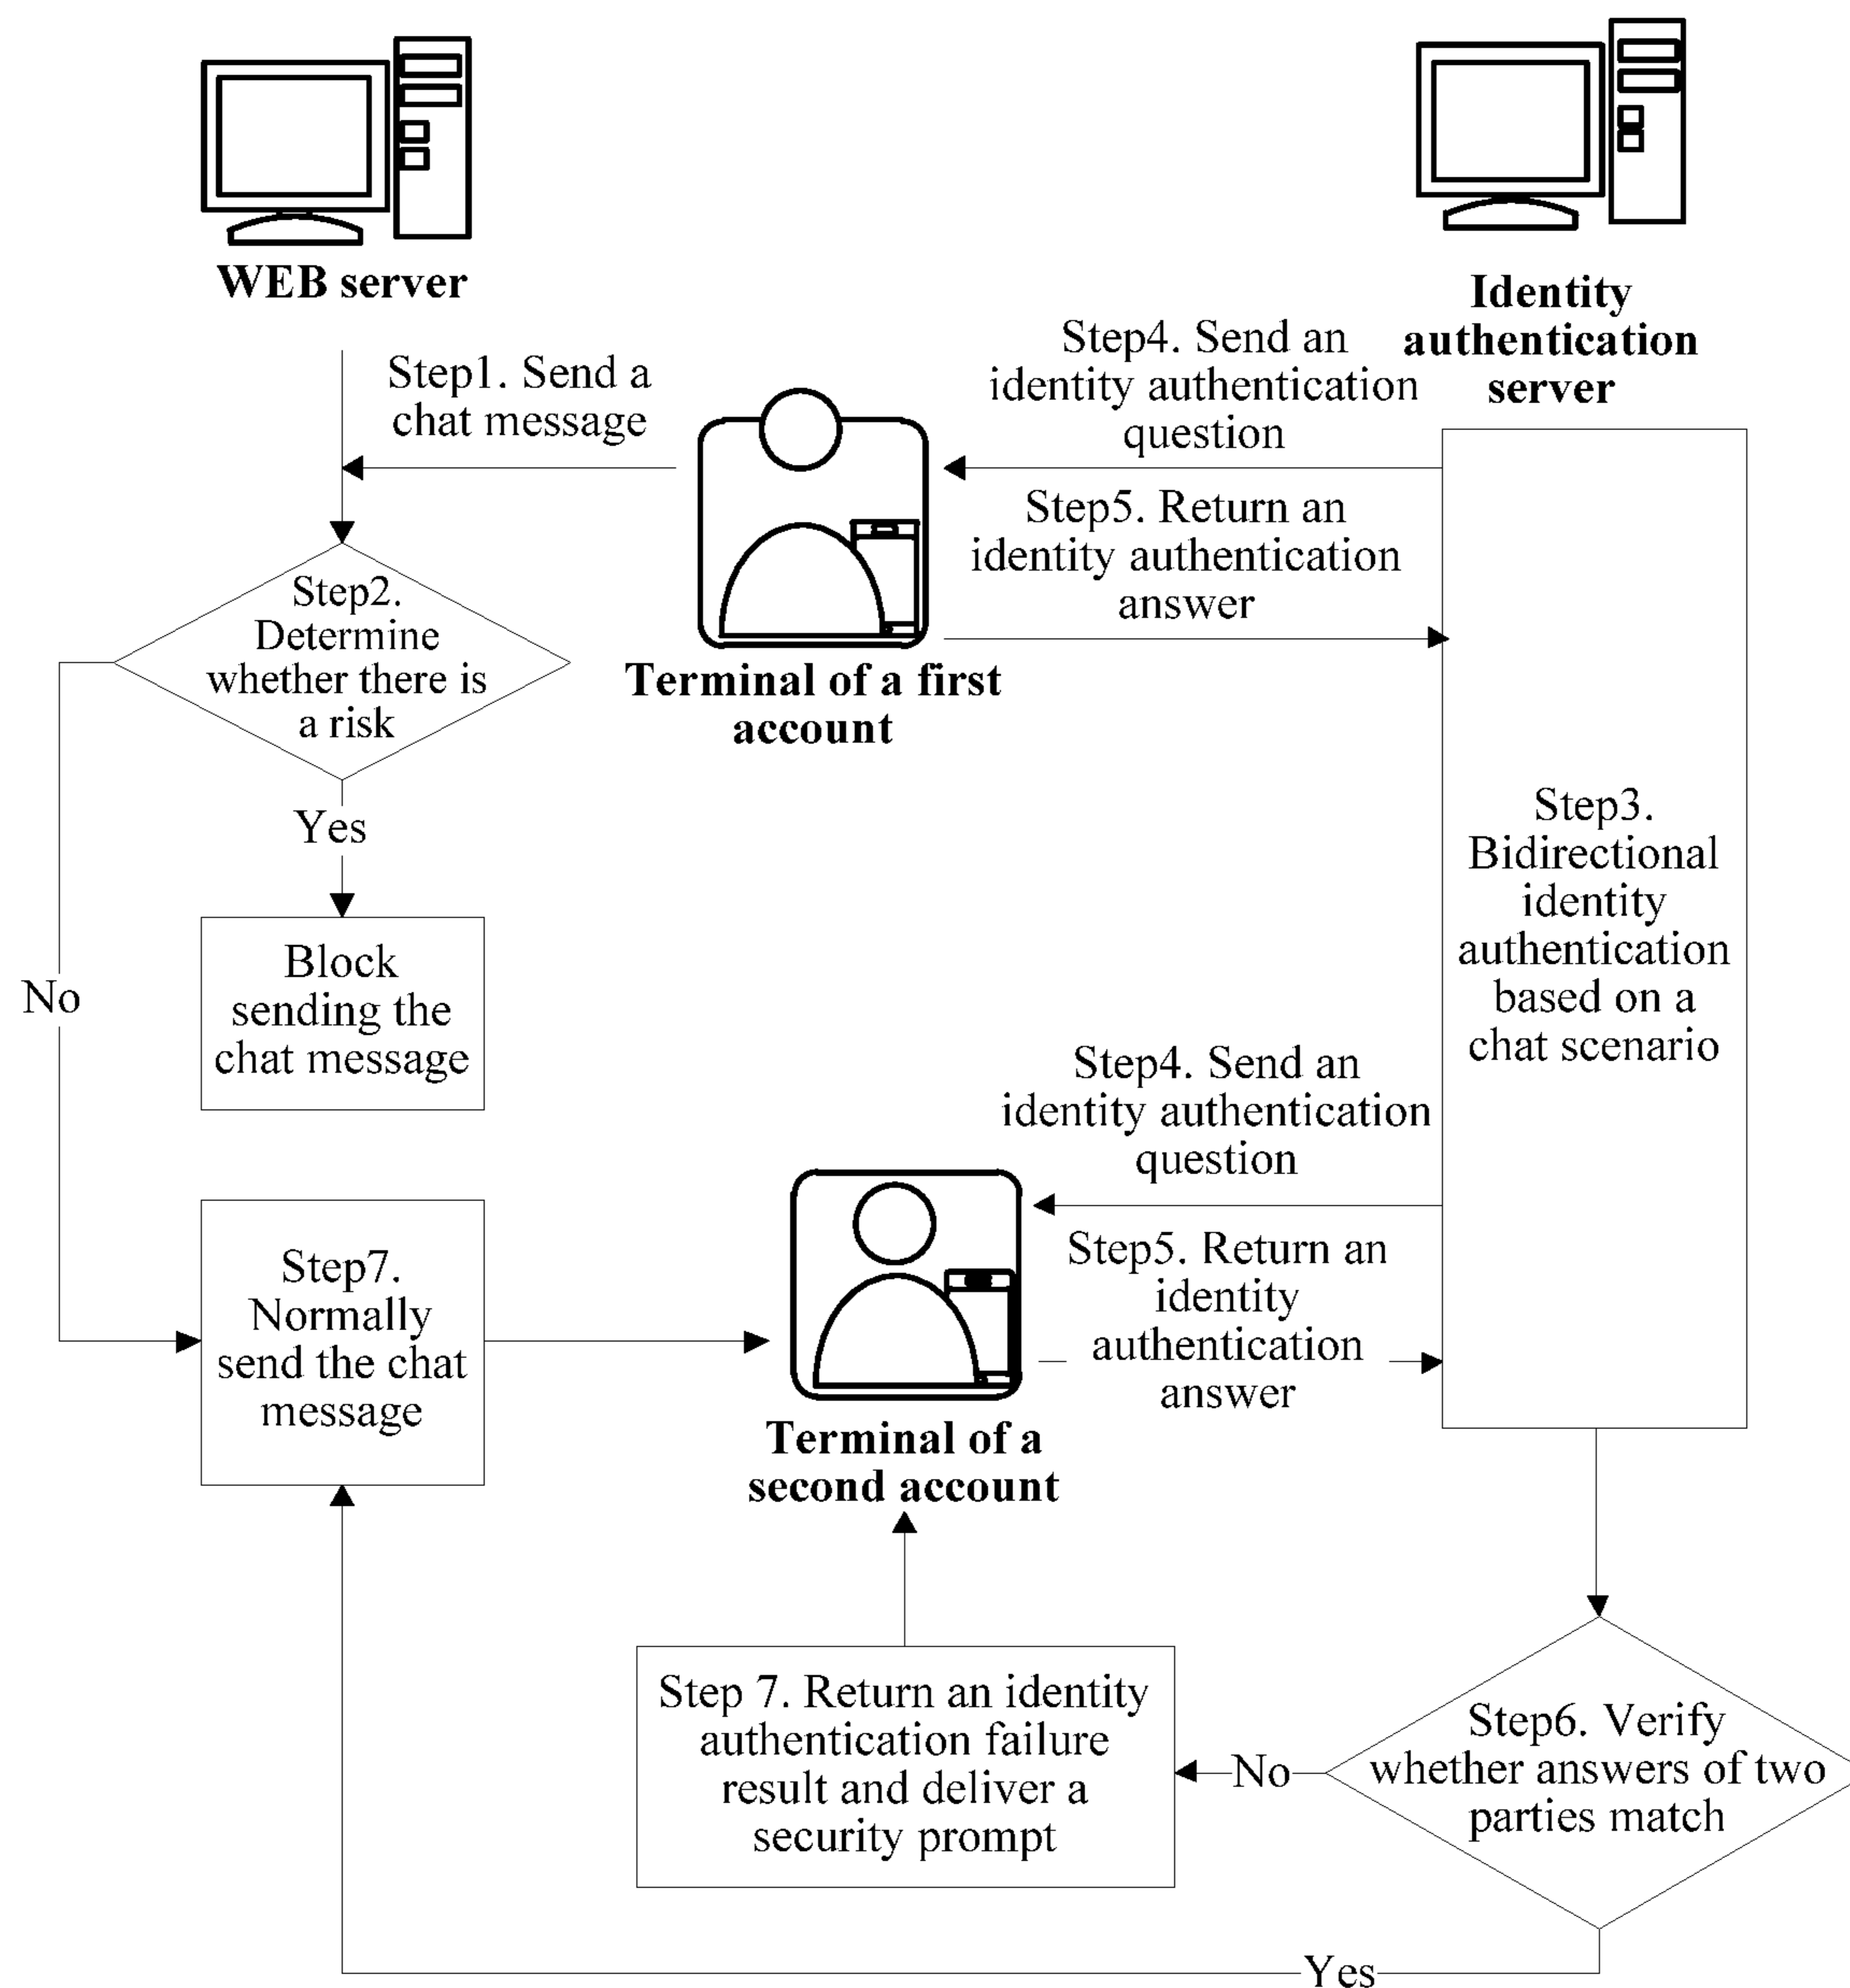 WEB server
Identity
authentication
server
Step1. Send a
chat message
Step4. Send an
identity authentication
question
Step5. Return an
identity authentication
answer
Step2.
Determine
whether there is
a risk
Terminal of a first
account
Yes
No
Block
sending the
chat message
Step3.
Bidirectional
identity
authentication
based on a
chat scenario
Step4. Send an
identity authentication
question
Step5. Return an
identity
authentication
answer
Step7.
Normally
send the chat
message
Terminal of a
second account
Step 7. Return an identity
authentication failure
result and deliver a
security prompt
No
Step6. Verify
whether answers of two
parties match
Yes